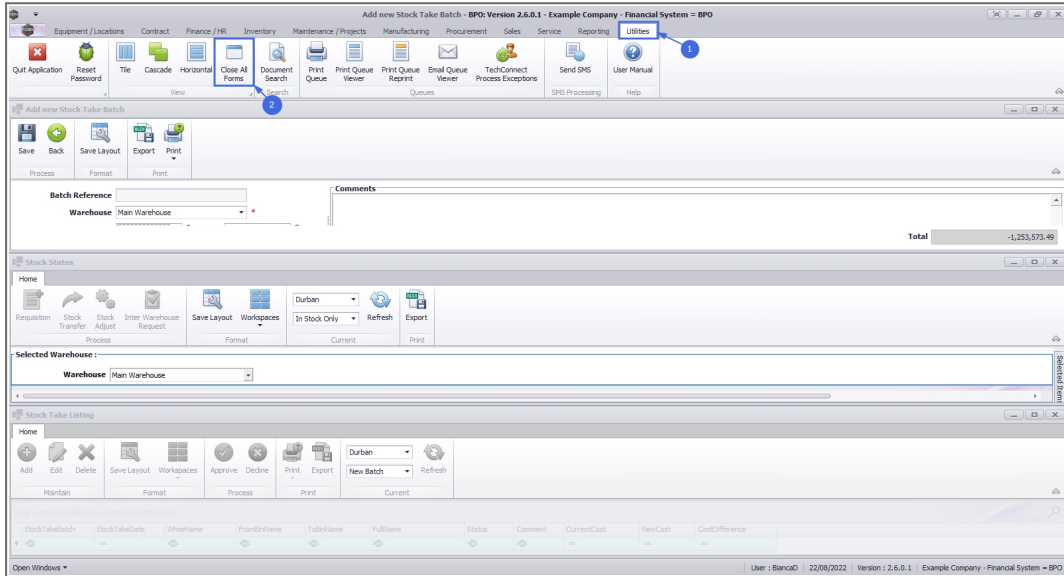 Add new Stock Take Batch - BPO: Version 2.6.0.1 - Example Company - Financial System = BPO
Equipment / Locations Contract Finance / HR Inventory Maintenance / Projects Manufacturing Procurement Sales Service Reporting Utilities
1
Quit Application Reset Password Tile Cascade Horizontal Close All Forms Document Search Print Queue Print Queue Viewer Print Queue Reprint Email Queue Viewer TechConnect Process Exceptions Send SMS User Manual
View Search Queues SMS Processing Help
2
Add new Stock Take Batch
Save Back Save Layout Export Print
Process Format Print
Batch Reference
Comments
Warehouse Main Warehouse *
Total -1,253,573.49
Stock Status
Home
Requisition Stock Transfer Stock Adjust Inter Warehouse Request Save Layout Workspaces Durban In Stock Only Refresh Export
Process Format Current Print
Selected Warehouse :
Warehouse Main Warehouse
Selected Items
Stock Take Listing
Home
Add Edit Delete Save Layout Workspaces Approve Decline Print Export Durban New Batch Refresh
Maintain Format Process Print Current
StockTakeBatch StockTakeDate WhseName FromBinName ToBinName FullName Status Comment CurrentCost NewCost CostDifference
Open Windows
User : BiancaD 22/08/2022 Version : 2.6.0.1 Example Company - Financial System = BPO